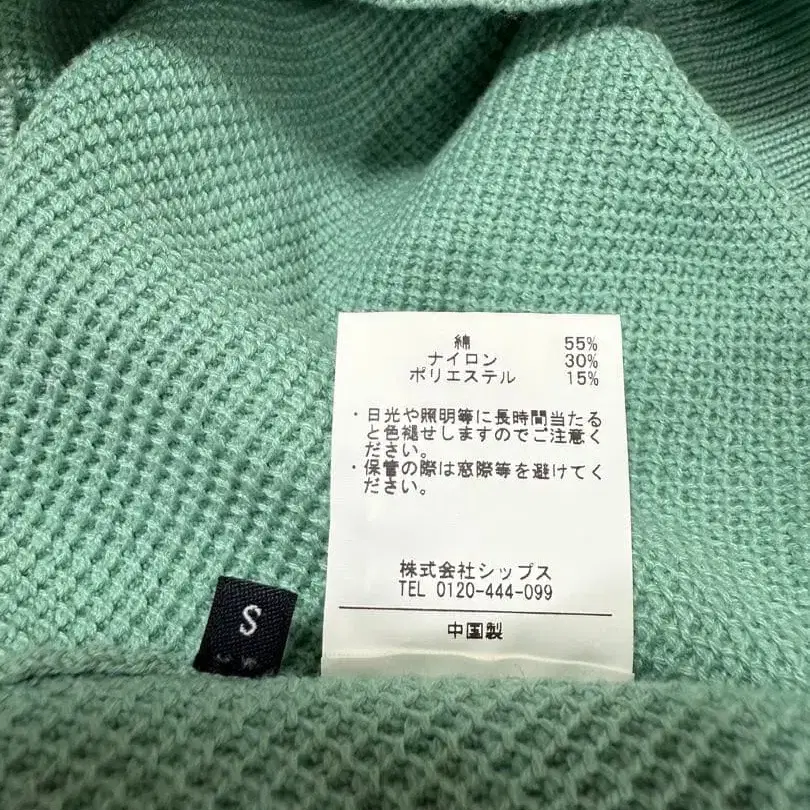 綿 55%
ナイロン 30%
ポリエステル 15%
・日光や照明等に長時間当たる
と色褪せしますのでご注意く
ださい。
・保管の際は窓際等を避けてく
ださい。
株式会社シップス
TEL 0120-444-099
中国製
S